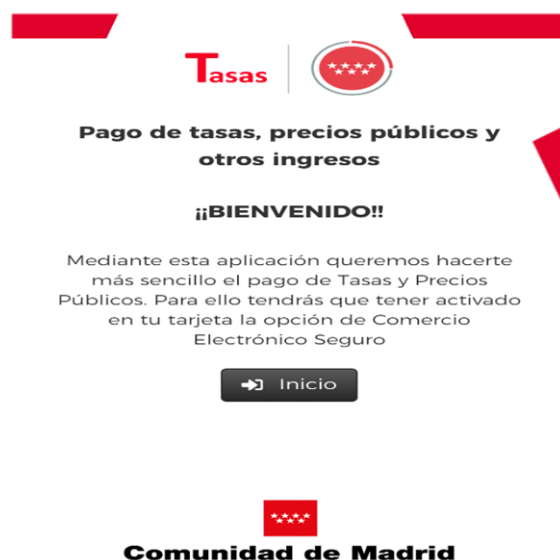 Tasas
Pago de tasas, precios públicos y
otros ingresos
¡¡BIENVENIDO!!
Mediante esta aplicación queremos hacerte
más sencillo el pago de Tasas y Precios
Públicos. Para ello tendrás que tener activado
en tu tarjeta la opción de Comercio
Electrónico Seguro
Inicio
Comunidad de Madrid